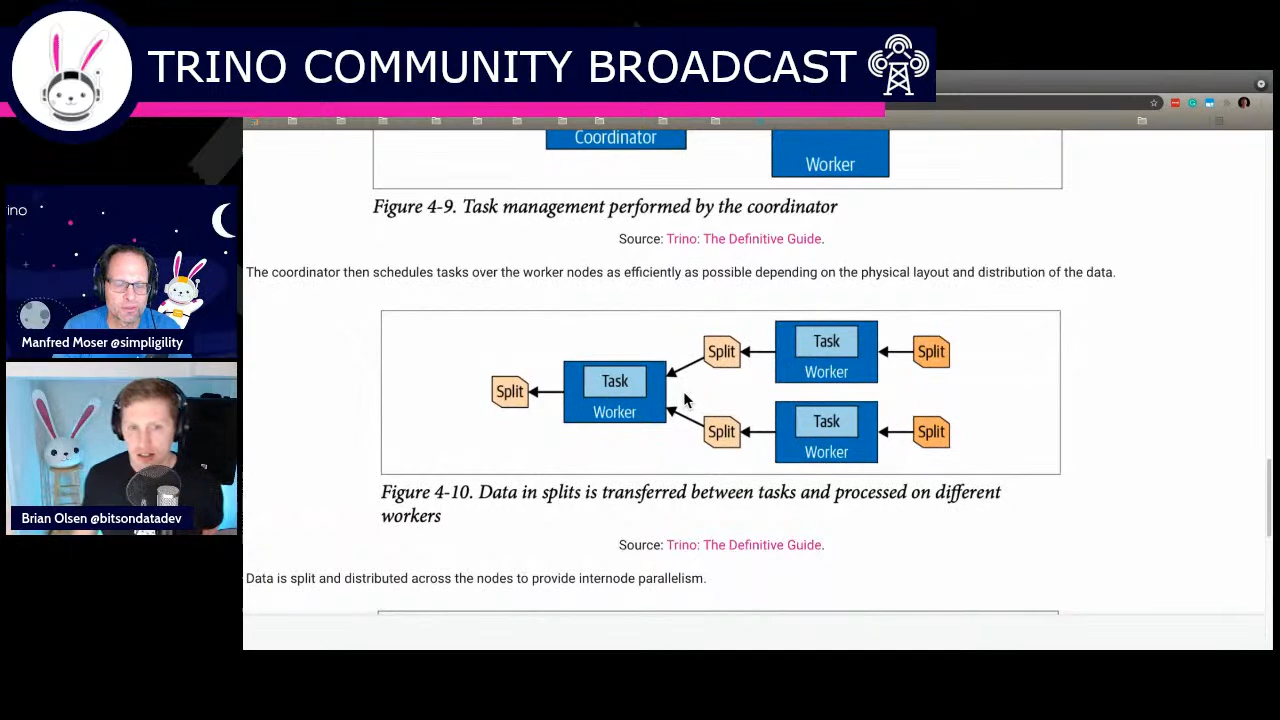 TRINO COMMUNITY BROADCAST
ino
Manfred Moser @simpligility
Brian Olsen @bitsondatadev
Coordinator
Worker
Figure 4-9. Task management performed by the coordinator
Source: Trino: The Definitive Guide.
The coordinator then schedules tasks over the worker nodes as efficiently as possible depending on the physical layout and distribution of the data.
Split
Task
Worker
Split
Task
Worker
Split
Split
Task
Worker
Split
Figure 4-10. Data in splits is transferred between tasks and processed on different
workers
Source: Trino: The Definitive Guide.
Data is split and distributed across the nodes to provide internode parallelism.